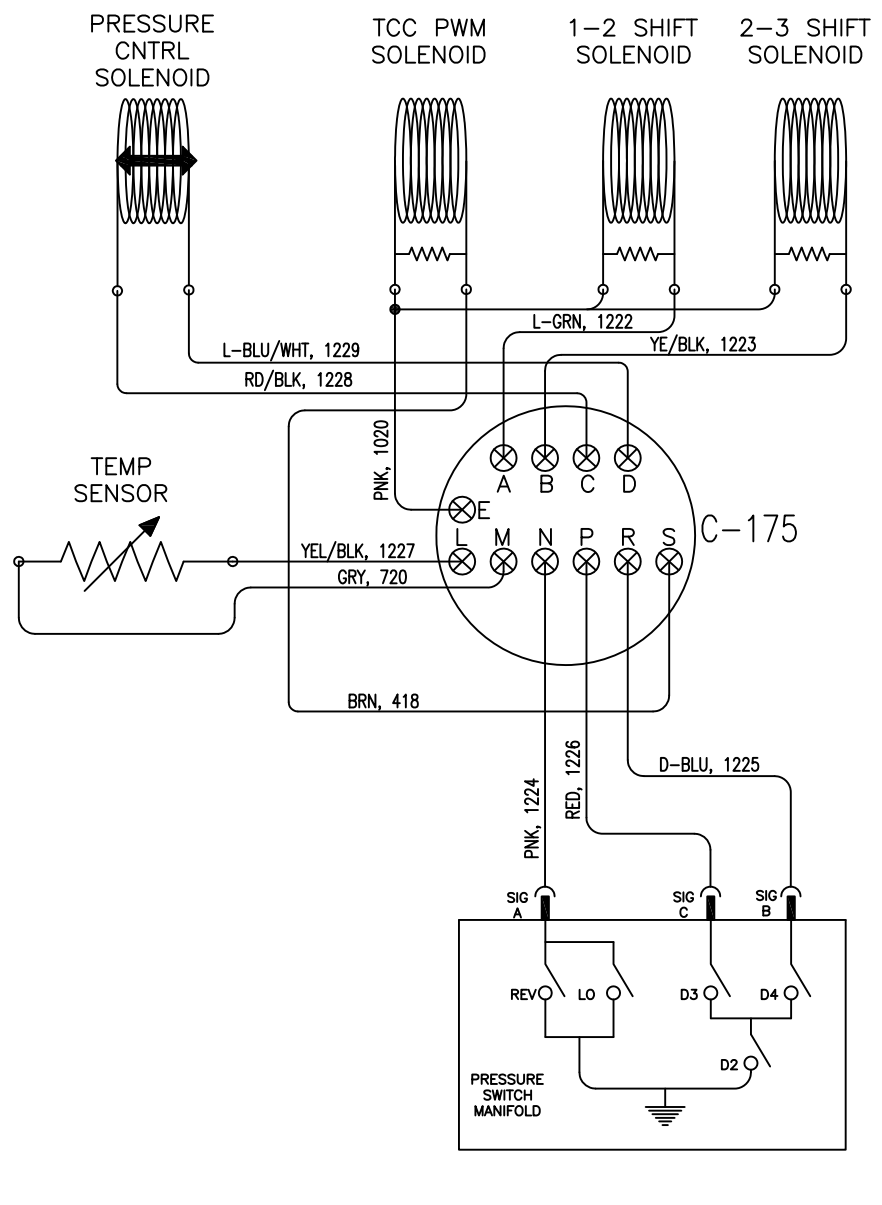 PRESSURE
CNTRL
SOLENOID
TCC PWM
SOLENOID
1-2 SHIFT
SOLENOID
2-3 SHIFT
SOLENOID
L-GRN, 1222
YE/BLK, 1223
L-BLU/WHT, 1229
RD/BLK, 1228
PNK, 1020
TEMP
SENSOR
A B C D
E
C-175
L M N P R S
YEL/BLK, 1227
GRY, 720
BRN, 418
PNK, 1224
RED, 1226
D-BLU, 1225
SIG
A
SIG
C
SIG
B
REV
LO
D3
D4
D2
PRESSURE
SWITCH
MANIFOLD